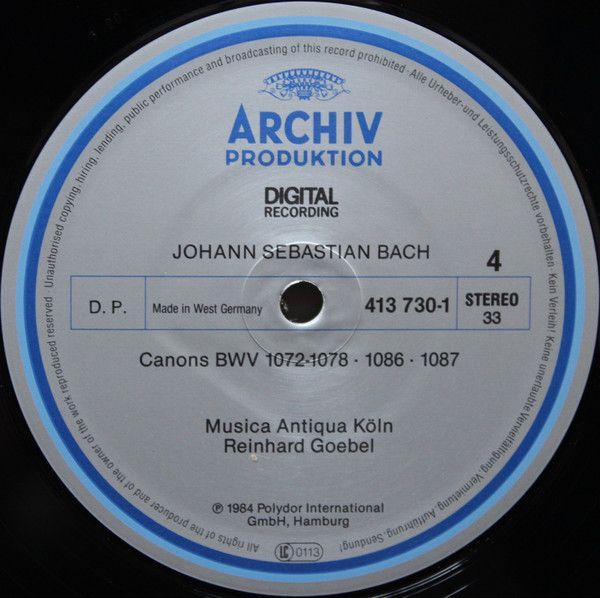 All rights of the producer and of the owner of the work reproduced reserved · Unauthorised copying, hiring, lending, public performance and broadcasting of this record prohibited · Alle Urheber- und Leistungsschutzrechte vorbehalten · Kein Verleih! Keine unerlaubte Vervielfältigung, Vermietung, Aufführung, Sendung!
ARCHIV
PRODUKTION
DIGITAL
RECORDING
JOHANN SEBASTIAN BACH
4
D. P.
Made in West Germany
413 730-1
STEREO
33
Canons BWV 1072-1078 · 1086 · 1087
Musica Antiqua Köln
Reinhard Goebel
℗ 1984 Polydor International
GmbH, Hamburg
LC 0113